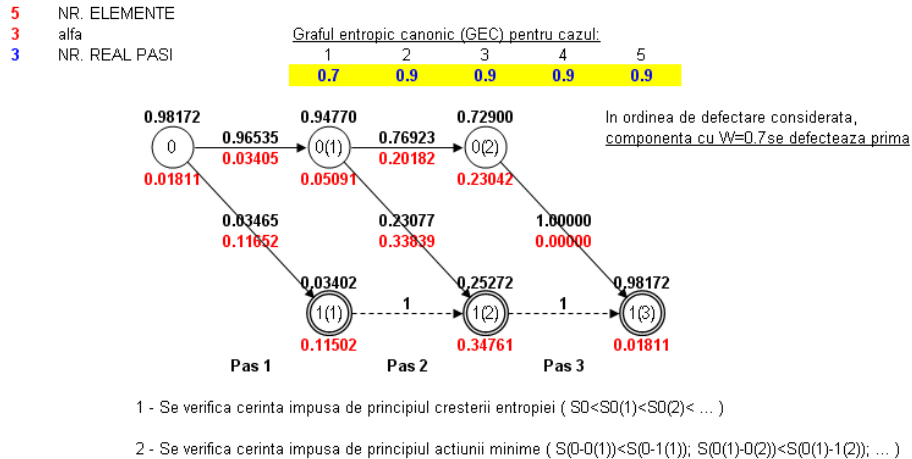 5 NR. ELEMENTE
3 alfa
3 NR. REAL PASI
Graful entropic canonic (GEC) pentru cazul:
1 2 3 4 5
0.7 0.9 0.9 0.9 0.9
0.98172 0.94770 0.72900
In ordinea de defectare considerata,
componenta cu W=0.7se defecteaza prima
0.96535 0.76923
0 0(1) 0(2)
0.03405 0.20182
0.01811 0.05091 0.23042
0.03465 0.23077 1.00000
0.11652 0.33839 0.00000
0.03402 0.25272 0.98172
1 1
1(1) 1(2) 1(3)
0.11502 0.34761 0.01811
Pas 1 Pas 2 Pas 3
1 - Se verifica cerinta impusa de principiul cresterii entropiei ( S0<S0(1)<S0(2)< ... )
2 - Se verifica cerinta impusa de principiul actiunii minime ( S(0-0(1))<S(0-1(1)); S(0(1)-0(2))<S(0(1)-1(2)); ... )